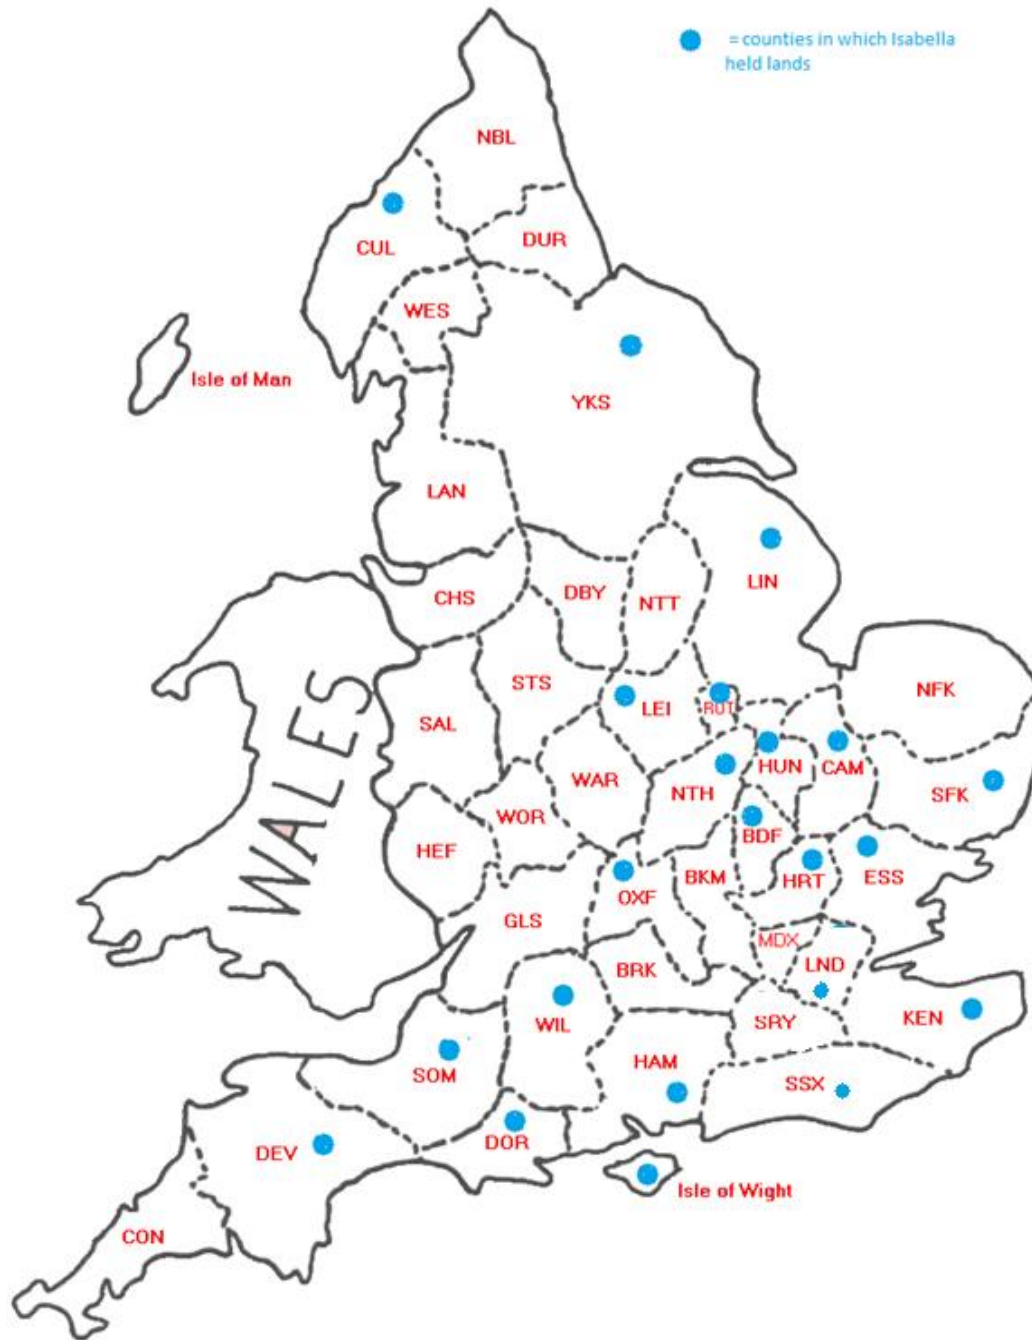 = counties in which Isabella
held lands
NBL
CUL
DUR
WES
Isle of Man
YKS
LAN
LIN
CHS
DBY
NTT
STS
LEI
RUT
NFK
SAL
WAR
NTH
HUN
CAM
SFK
WALES
WOR
BDF
HEF
OXF
BKM
HRT
ESS
GLS
MDX
BRK
LND
WIL
SRY
KEN
SOM
HAM
SSX
DEV
DOR
Isle of Wight
CON